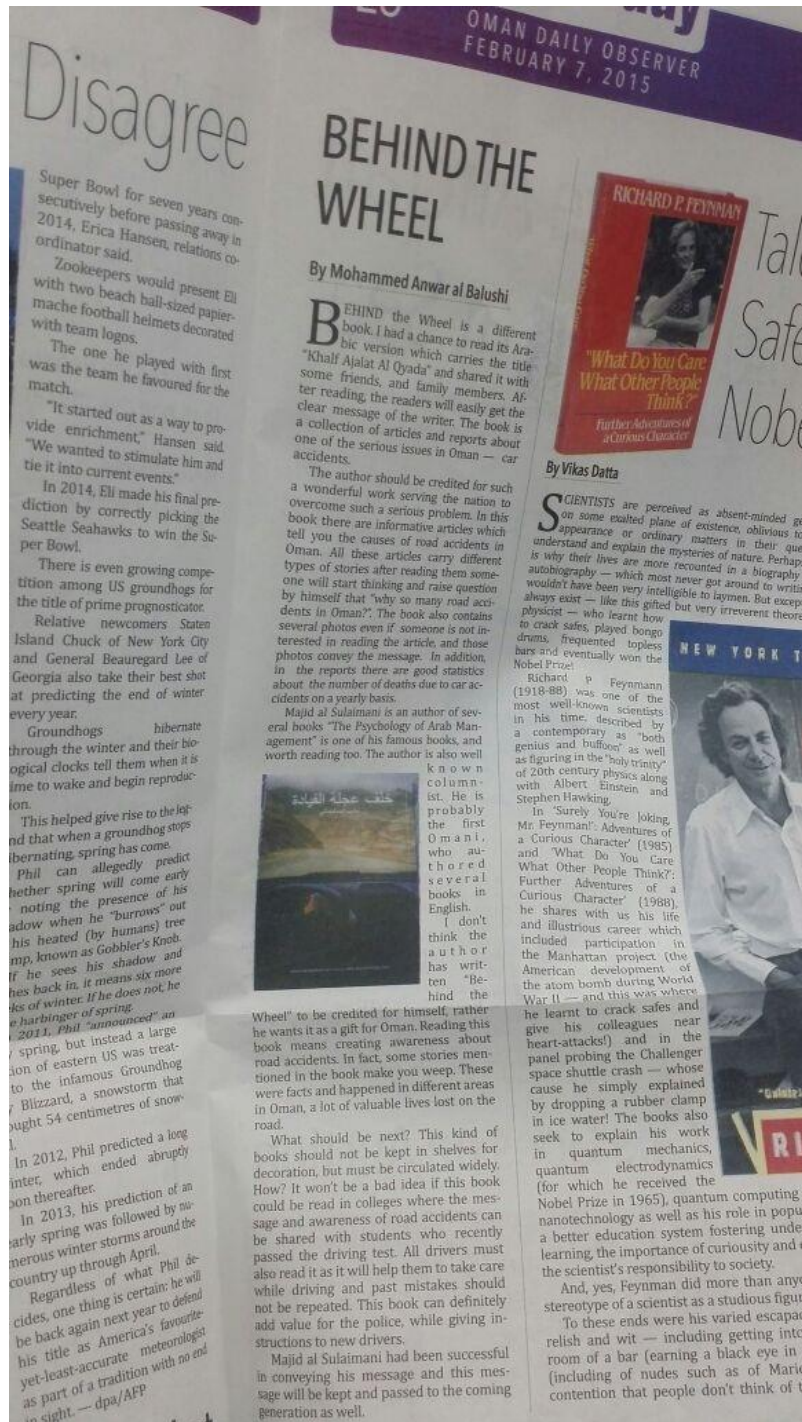 OMAN DAILY OBSERVER
FEBRUARY 7, 2015
Disagree
Super Bowl for seven years con-
secutively before passing away in
2014, Erica Hansen, relations co-
ordinator said.
Zookeepers would present Eli
with two beach ball-sized papier-
mache football helmets decorated
with team logos.
The one he played with first
was the team he favoured for the
match.
"It started out as a way to pro-
vide enrichment," Hansen said.
"We wanted to stimulate him and
tie it into current events."
In 2014, Eli made his final pre-
diction by correctly picking the
Seattle Seahawks to win the Su-
per Bowl.
There is even growing compe-
tition among US groundhogs for
the title of prime prognosticator.
Relative newcomers Staten
Island Chuck of New York City
and General Beauregard Lee of
Georgia also take their best shot
at predicting the end of winter
every year.
Groundhogs hibernate
through the winter and their bio-
ogical clocks tell them when it is
ime to wake and begin reproduc-
ion.
This helped give rise to the leg-
nd that when a groundhog stops
ibernating, spring has come.
Phil can allegedly predict
hether spring will come early
noting the presence of his
adow when he "burrows" out
his heated (by humans) tree
mp, known as Gobbler's Knob.
If he sees his shadow and
hes back in, it means six more
ks of winter. If he does not, he
e harbinger of spring.
2011, Phil "announced" an
spring, but instead a large
ion of eastern US was treat-
to the infamous Groundhog
Blizzard, a snowstorm that
ought 54 centimetres of snow-
l.
In 2012, Phil predicted a long
inter, which ended abruptly
oon thereafter.
In 2013, his prediction of an
early spring was followed by nu-
merous winter storms around the
country up through April.
Regardless of what Phil de-
cides, one thing is certain: he will
be back again next year to defend
his title as America's favourite-
yet-least-accurate meteorologist
as part of a tradition with no end
in sight. — dpa/AFP
BEHIND THE
WHEEL
By Mohammed Anwar al Balushi
BEHIND the Wheel is a different
book. I had a chance to read its Ara-
bic version which carries the title
"Khalf Ajalat Al Qyada" and shared it with
some friends, and family members. Af-
ter reading, the readers will easily get the
clear message of the writer. The book is
a collection of articles and reports about
one of the serious issues in Oman — car
accidents.
The author should be credited for such
a wonderful work serving the nation to
overcome such a serious problem. In this
book there are informative articles which
tell you the causes of road accidents in
Oman. All these articles carry different
types of stories after reading them some-
one will start thinking and raise question
by himself that "why so many road acci-
dents in Oman?". The book also contains
several photos even if someone is not in-
terested in reading the article, and those
photos convey the message. In addition,
in the reports there are good statistics
about the number of deaths due to car ac-
cidents on a yearly basis.
Majid al Sulaimani is an author of sev-
eral books "The Psychology of Arab Man-
agement" is one of his famous books, and
worth reading too. The author is also well
known
column-
ist. He is
probably
the first
Omani,
who au-
thored
several
books in
English.
I don't
think the
author
has writ-
ten "Be-
hind the
خلف عجلة القيادة
Wheel" to be credited for himself, rather
he wants it as a gift for Oman. Reading this
book means creating awareness about
road accidents. In fact, some stories men-
tioned in the book make you weep. These
were facts and happened in different areas
in Oman, a lot of valuable lives lost on the
road.
What should be next? This kind of
books should not be kept in shelves for
decoration, but must be circulated widely.
How? It won't be a bad idea if this book
could be read in colleges where the mes-
sage and awareness of road accidents can
be shared with students who recently
passed the driving test. All drivers must
also read it as it will help them to take care
while driving and past mistakes should
not be repeated. This book can definitely
add value for the police, while giving in-
structions to new drivers.
Majid al Sulaimani had been successful
in conveying his message and this mes-
sage will be kept and passed to the coming
generation as well.
RICHARD P. FEYNMAN
"What Do You Care
What Other People
Think?"
Further Adventures of
a Curious Character
Safe
Nobe
By Vikas Datta
SCIENTISTS are perceived as absent-minded ge
on some exalted plane of existence, oblivious to
appearance or ordinary matters in their que
understand and explain the mysteries of nature. Perhap
is why their lives are more recounted in a biography
autobiography — which most never got around to writi
wouldn't have been very intelligible to laymen. But excep
always exist — like this gifted but very irreverent theore
physicist — who learnt how
to crack safes, played bongo
drums, frequented topless
bars and eventually won the
Nobel Prize!
Richard P Feynmann
(1918-88) was one of the
most well-known scientists
in his time, described by
a contemporary as "both
genius and buffoon" as well
as figuring in the "holy trinity"
of 20th century physics along
with Albert Einstein and
Stephen Hawking.
In 'Surely You're Joking,
Mr. Feynman!': Adventures of
a Curious Character' (1985)
and 'What Do You Care
What Other People Think?':
Further Adventures of a
Curious Character' (1988),
he shares with us his life
and illustrious career which
included participation in
the Manhattan project (the
American development of
the atom bomb during World
War II — and this was where
he learnt to crack safes and
give his colleagues near
heart-attacks!) and in the
panel probing the Challenger
space shuttle crash — whose
cause he simply explained
by dropping a rubber clamp
in ice water! The books also
seek to explain his work
in quantum mechanics,
quantum electrodynamics
(for which he received the
Nobel Prize in 1965), quantum computing
nanotechnology as well as his role in popu
a better education system fostering unde
learning, the importance of curiousity and
the scientist's responsibility to society.
And, yes, Feynman did more than anyo
stereotype of a scientist as a studious figur
To these ends were his varied escapad
relish and wit — including getting into
room of a bar (earning a black eye in
(including of nudes such as of Marie
contention that people don't think of t
NEW YORK T
RI